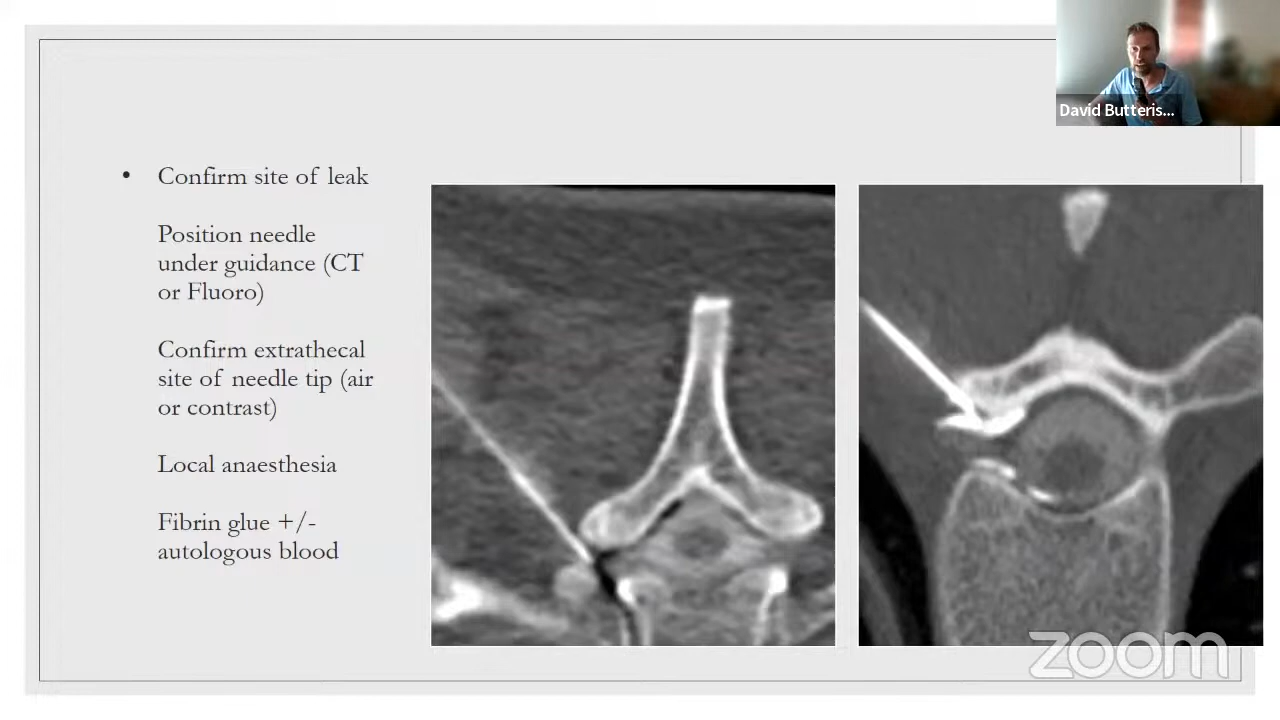 David Butteris...
• Confirm site of leak
Position needle
under guidance (CT
or Fluoro)
Confirm extrathecal
site of needle tip (air
or contrast)
Local anaesthesia
Fibrin glue +/-
autologous blood
zoom